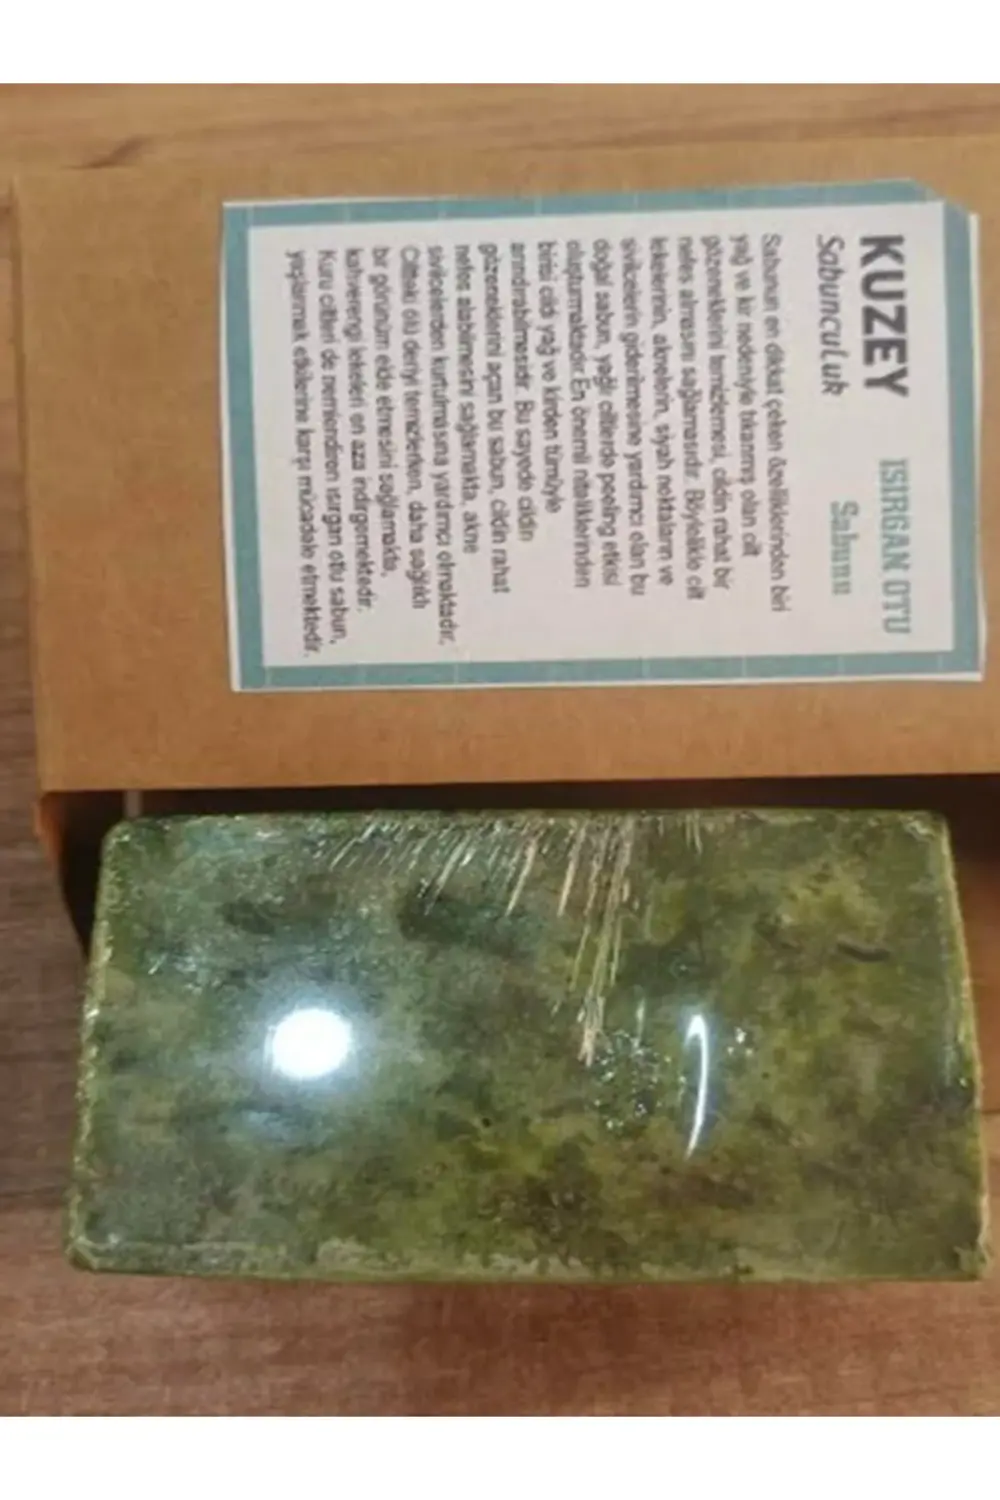 KUZEY
Sabunculuk
ISIRGAN OTU
Sabunu
Sabunun en dikkat çeken özelliklerinden biri
yağ ve kir nedeniyle tıkanmış olan cilt
gözeneklerini temizlemesi, cildin rahat bir
nefes almasını sağlamasıdır. Böylelikle cilt
lekelerinin, aknelerin, siyah noktaların ve
sivilcelerin giderilmesine yardımcı olan bu
doğal sabun, yağlı ciltlerde peeling etkisi
oluşturmaktadır. En önemli niteliklerinden
birisi cildi yağ ve kirden tümüyle
arındırabilmesidir. Bu sayede cildin
gözeneklerini açan bu sabun, cildin rahat
nefes alabilmesini sağlamakta, akne
sivilcelerden kurtulmasına yardımcı olmaktadır.
Ciltteki ölü deriyi temizlerken, daha sağlıklı
bir görünüm elde etmesini sağlamakta,
kahverengi lekeleri en aza indirgemektedir.
Kuru ciltleri de nemlendiren ısırgan otlu sabun,
yaşlanmak etkilerine karşı mücadele etmektedir.